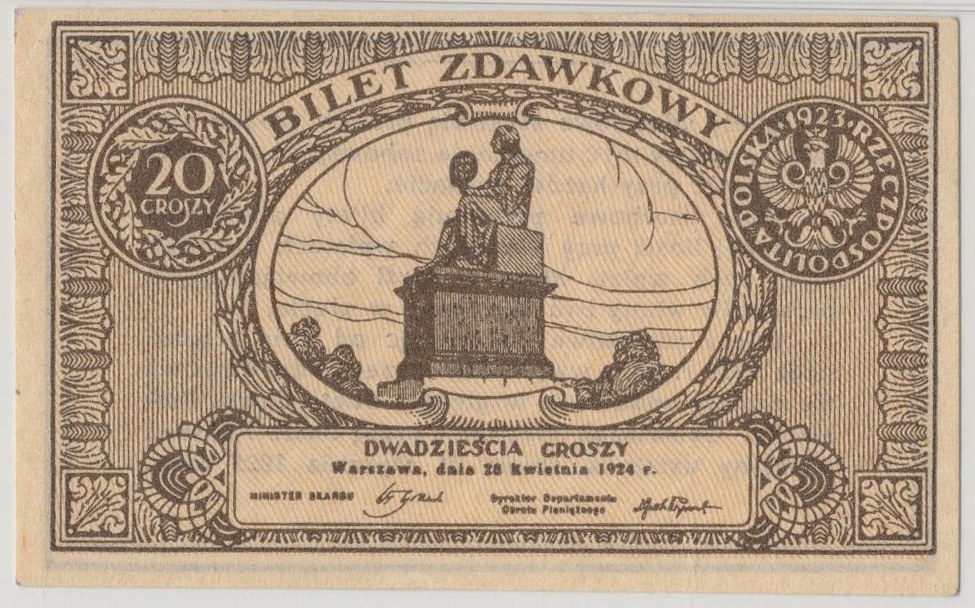 BILET ZDAWKOWY
20
GROSZY
POLSKA·1923·RZECZPOSPOLITA
DWADZIEŚCIA GROSZY
Warszawa, dnia 28 Kwietnia 1924 r.
MINISTER SKARBU
Dyrektor Departamentu
Obrotu Pieniężnego